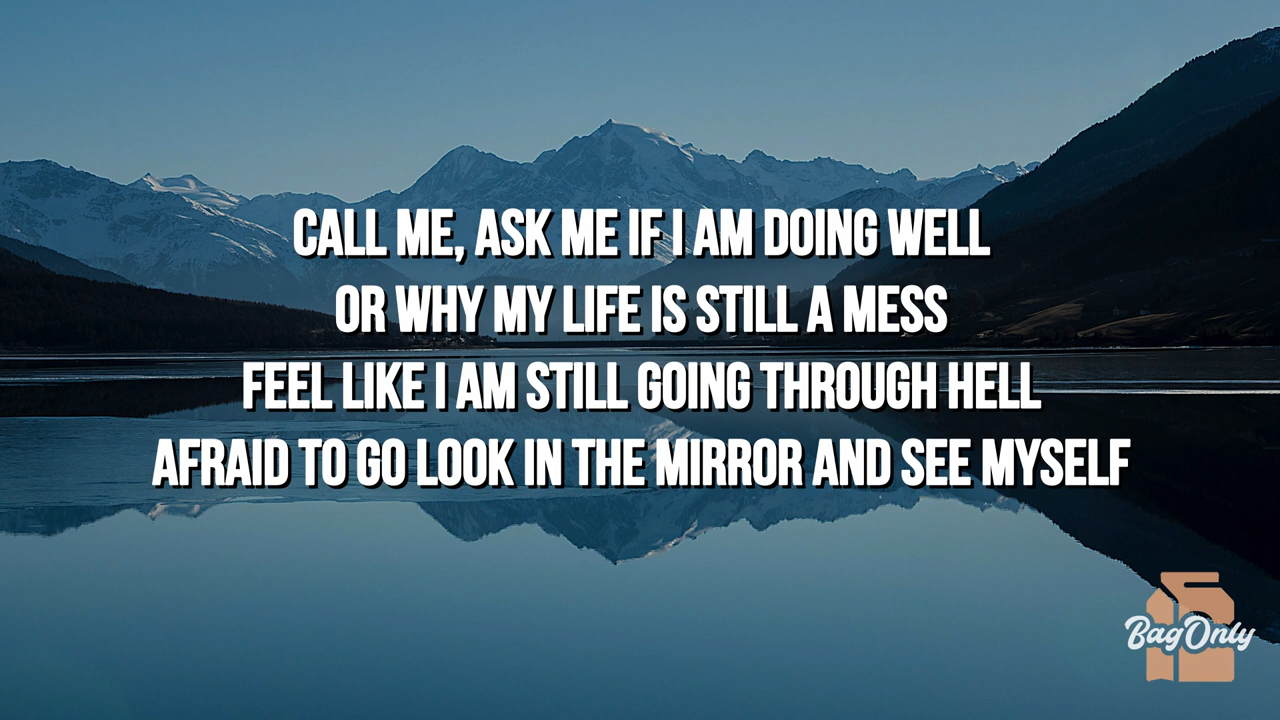 CALL ME, ASK ME IF I AM DOING WELL
OR WHY MY LIFE IS STILL A MESS
FEEL LIKE I AM STILL GOING THROUGH HELL
AFRAID TO GO LOOK IN THE MIRROR AND SEE MYSELF
BagOnly